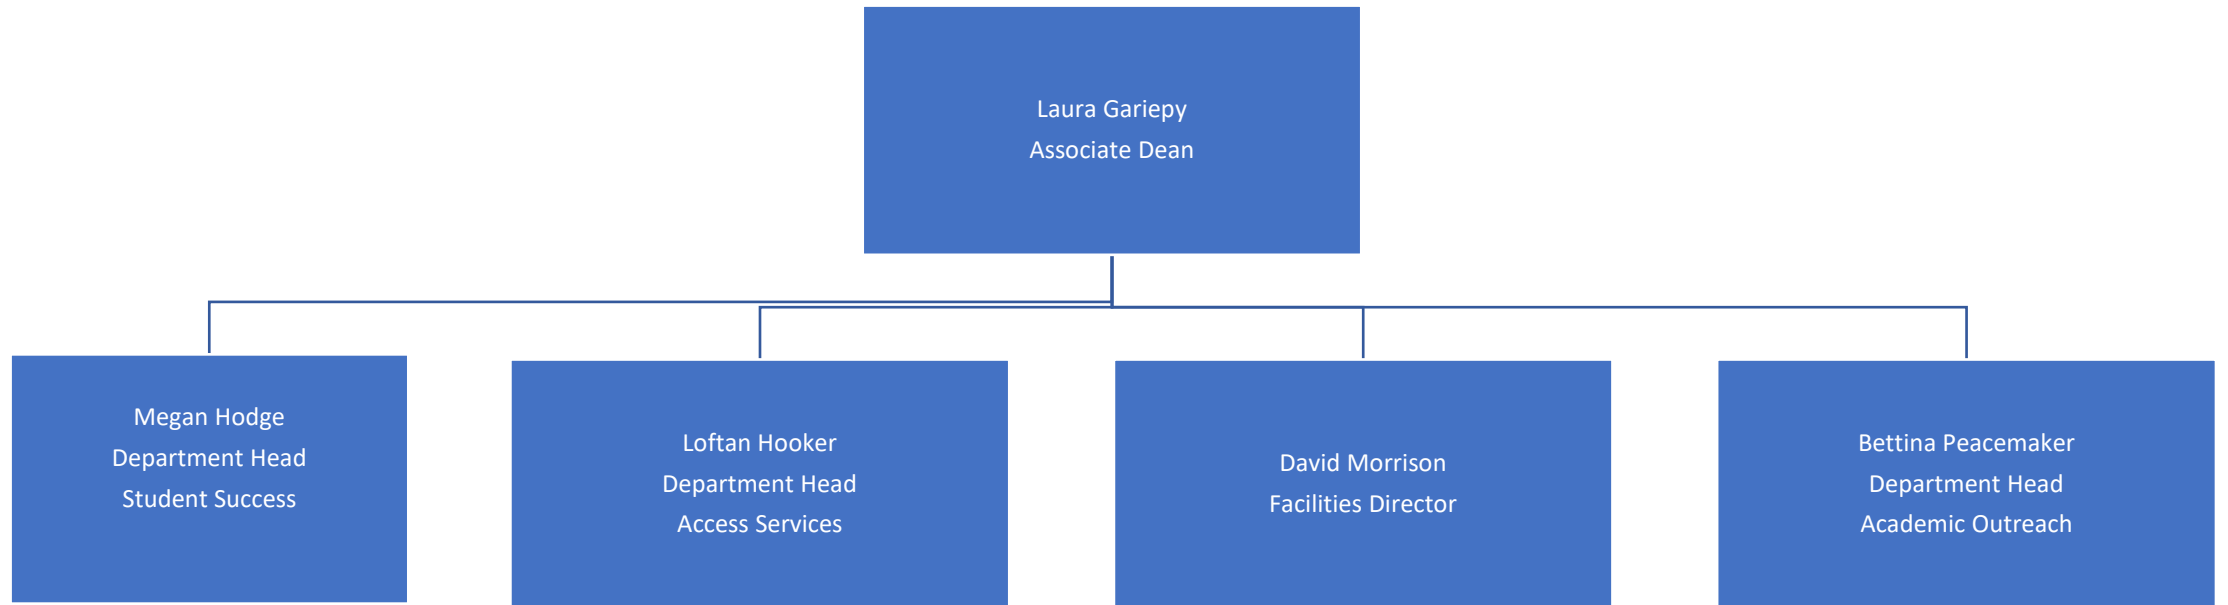 Laura Gariepy
Associate Dean
Megan Hodge
Department Head
Student Success
Loftan Hooker
Department Head
Access Services
David Morrison
Facilities Director
Bettina Peacemaker
Department Head
Academic Outreach